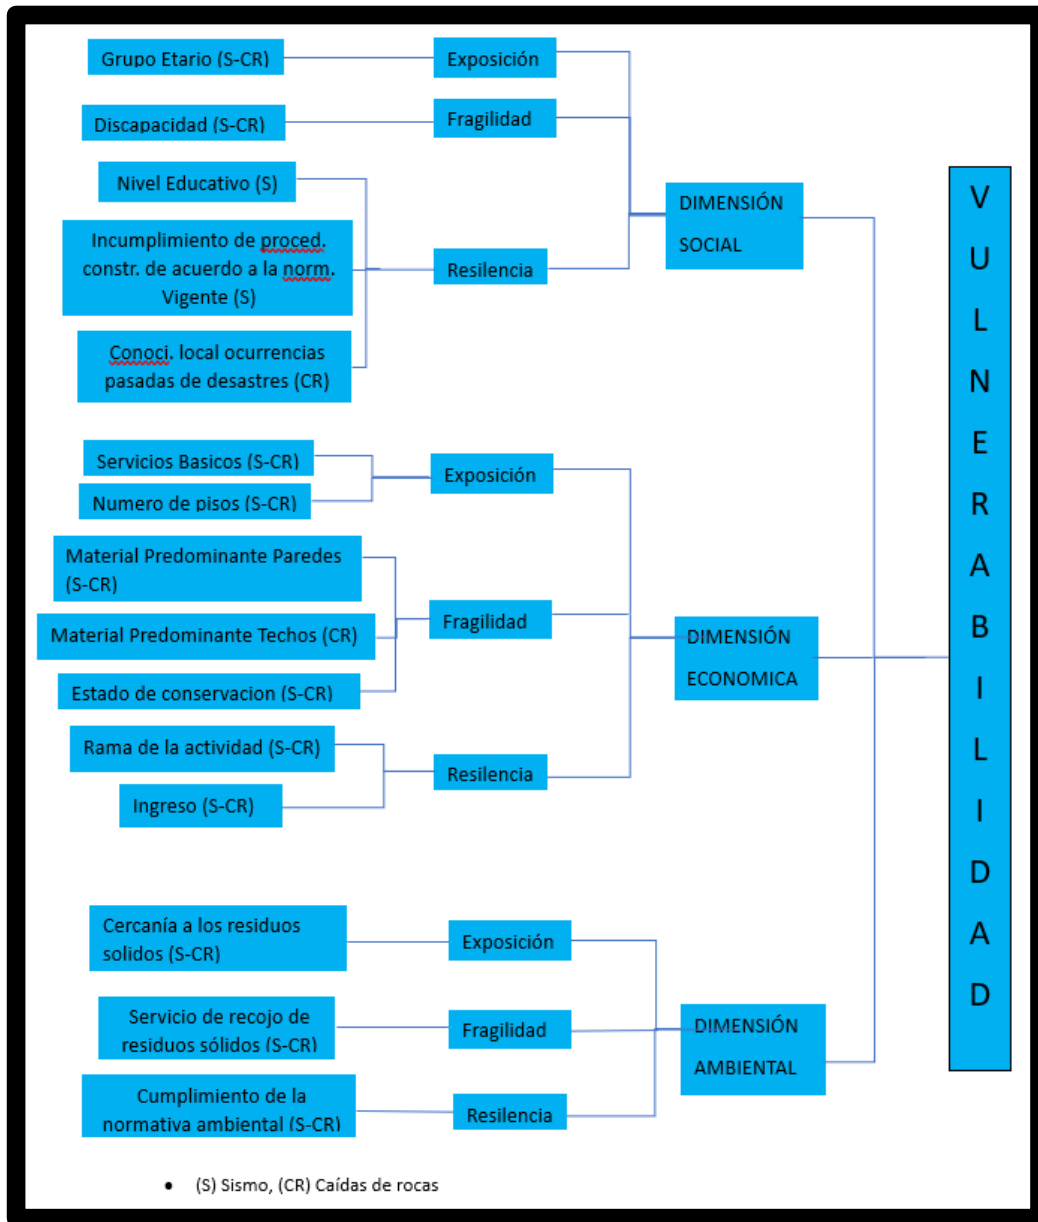 Grupo Etario (S-CR)
Exposición
Discapacidad (S-CR)
Fragilidad
Nivel Educativo (S)
Incumplimiento de proced.
constr. de acuerdo a la norm.
Vigente (S)
Resilencia
Conoci. local ocurrencias
pasadas de desastres (CR)
DIMENSIÓN
SOCIAL
Servicios Basicos (S-CR)
Numero de pisos (S-CR)
Exposición
Material Predominante Paredes
(S-CR)
Material Predominante Techos (CR)
Estado de conservacion (S-CR)
Fragilidad
Rama de la actividad (S-CR)
Ingreso (S-CR)
Resilencia
DIMENSIÓN
ECONOMICA
Cercanía a los residuos
solidos (S-CR)
Exposición
Servicio de recojo de
residuos sólidos (S-CR)
Fragilidad
Cumplimiento de la
normativa ambiental (S-CR)
Resilencia
DIMENSIÓN
AMBIENTAL
V
U
L
N
E
R
A
B
I
L
I
D
A
D
• (S) Sismo, (CR) Caídas de rocas